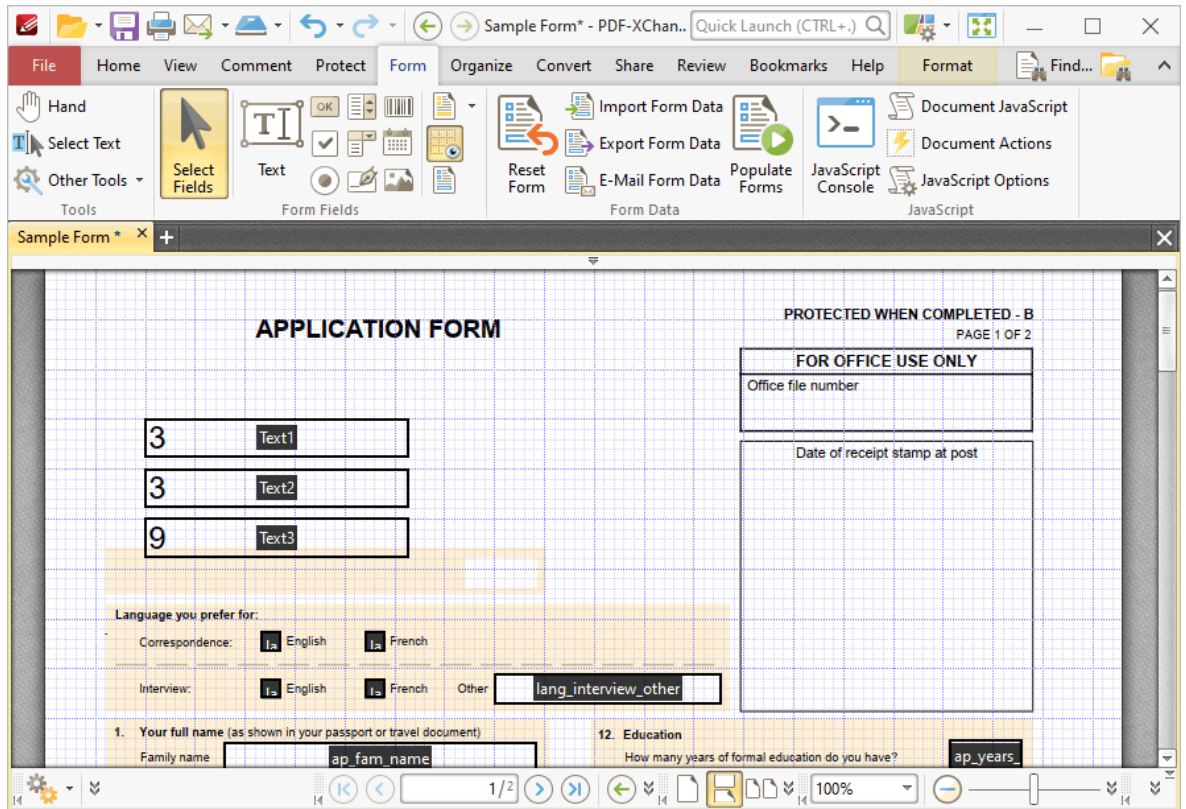 Sample Form* - PDF-XChan..
Quick Launch (CTRL+.)
File Home View Comment Protect Form Organize Convert Share Review Bookmarks Help Format Find...
Hand
Select Text
Other Tools
Tools
Select Fields
Text
OK
Form Fields
Reset Form
Import Form Data
Export Form Data
E-Mail Form Data
Populate Forms
Form Data
JavaScript Console
Document JavaScript
Document Actions
JavaScript Options
JavaScript
Sample Form *
APPLICATION FORM
PROTECTED WHEN COMPLETED - B
PAGE 1 OF 2
FOR OFFICE USE ONLY
Office file number
Date of receipt stamp at post
3 Text1
3 Text2
9 Text3
Language you prefer for:
Correspondence: la English la French
Interview: la English la French Other lang_interview_other
1. Your full name (as shown in your passport or travel document)
Family name ap_fam_name
12. Education
How many years of formal education do you have? ap_years_
1/2
100%